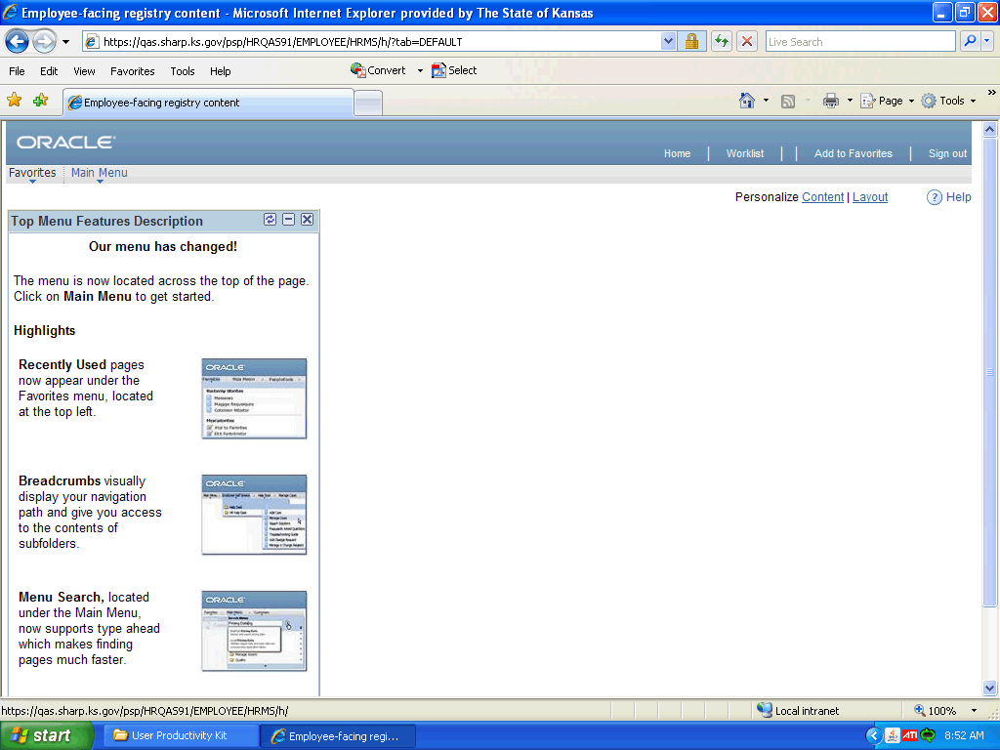 Employee-facing registry content - Microsoft Internet Explorer provided by The State of Kansas
https://qas.sharp.ks.gov/psp/HRQAS91/EMPLOYEE/HRMS/h/?tab=DEFAULT
Live Search
File Edit View Favorites Tools Help Convert Select
Employee-facing registry content
Page Tools
ORACLE
Home Worklist Add to Favorites Sign out
Favorites Main Menu
Personalize Content | Layout Help
Top Menu Features Description
Our menu has changed!
The menu is now located across the top of the page.
Click on Main Menu to get started.
Highlights
Recently Used pages
now appear under the
Favorites menu, located
at the top left.
ORACLE
Breadcrumbs visually
display your navigation
path and give you access
to the contents of
subfolders.
ORACLE
Menu Search, located
under the Main Menu,
now supports type ahead
which makes finding
pages much faster.
ORACLE
https://qas.sharp.ks.gov/psp/HRQAS91/EMPLOYEE/HRMS/h/
Local intranet
100%
start
User Productivity Kit
Employee-facing regi...
ATI
8:52 AM